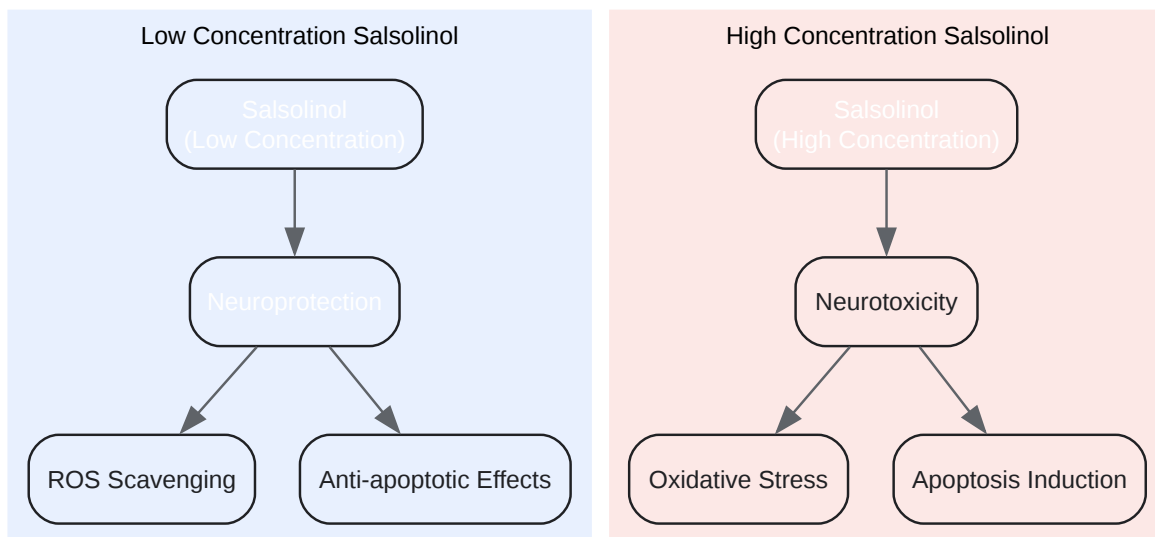 Low Concentration Salsolinol
Salsolinol
(Low Concentration)
Neuroprotection
ROS Scavenging
Anti-apoptotic Effects
High Concentration Salsolinol
Salsolinol
(High Concentration)
Neurotoxicity
Oxidative Stress
Apoptosis Induction